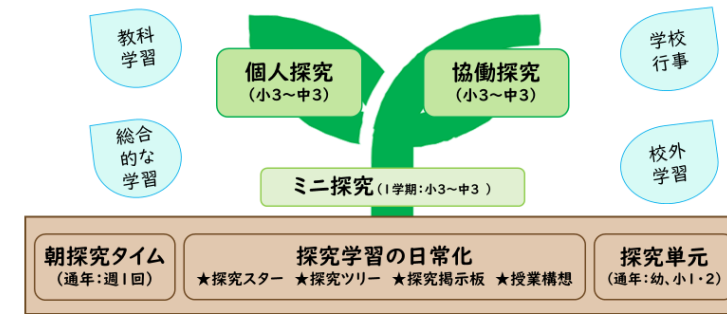 教科
学習
総合
的な
学習
個人探究
(小3～中3)
協働探究
(小3～中3)
学校
行事
校外
学習
ミニ探究(1学期:小3～中3 )
朝探究タイム
(通年:週1回)
探究学習の日常化
★探究スター ★探究ツリー ★探究掲示板 ★授業構想
探究単元
(通年:幼、小1・2)